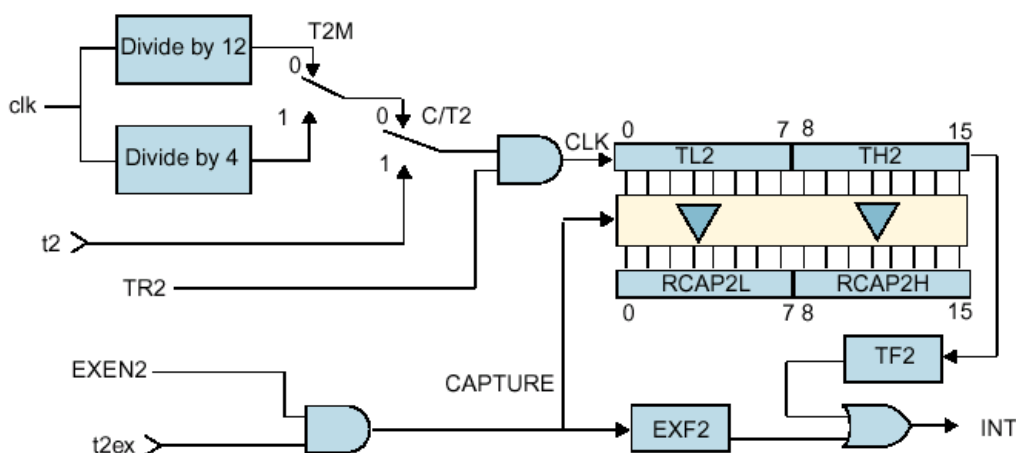 T2M
Divide by 12
0
clk
1
0
C/T2
Divide by 4
1
CLK
0
7
8
15
TL2
TH2
t2
TR2
RCAP2L
RCAP2H
0
7
8
15
TF2
EXEN2
CAPTURE
EXF2
INT
t2ex